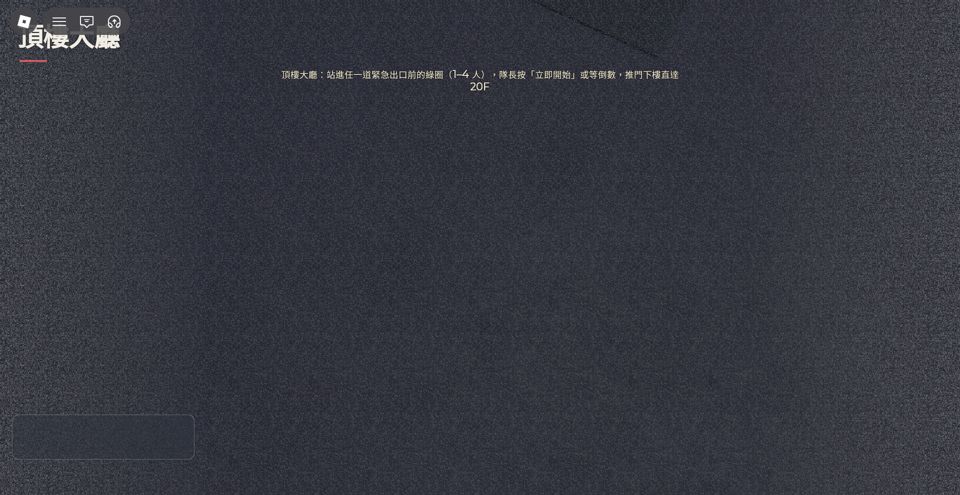 頂樓大廳
頂樓大廳：站進任一道緊急出口前的綠圈（1–4 人），隊長按「立即開始」或等倒數，推門下樓直達
20F